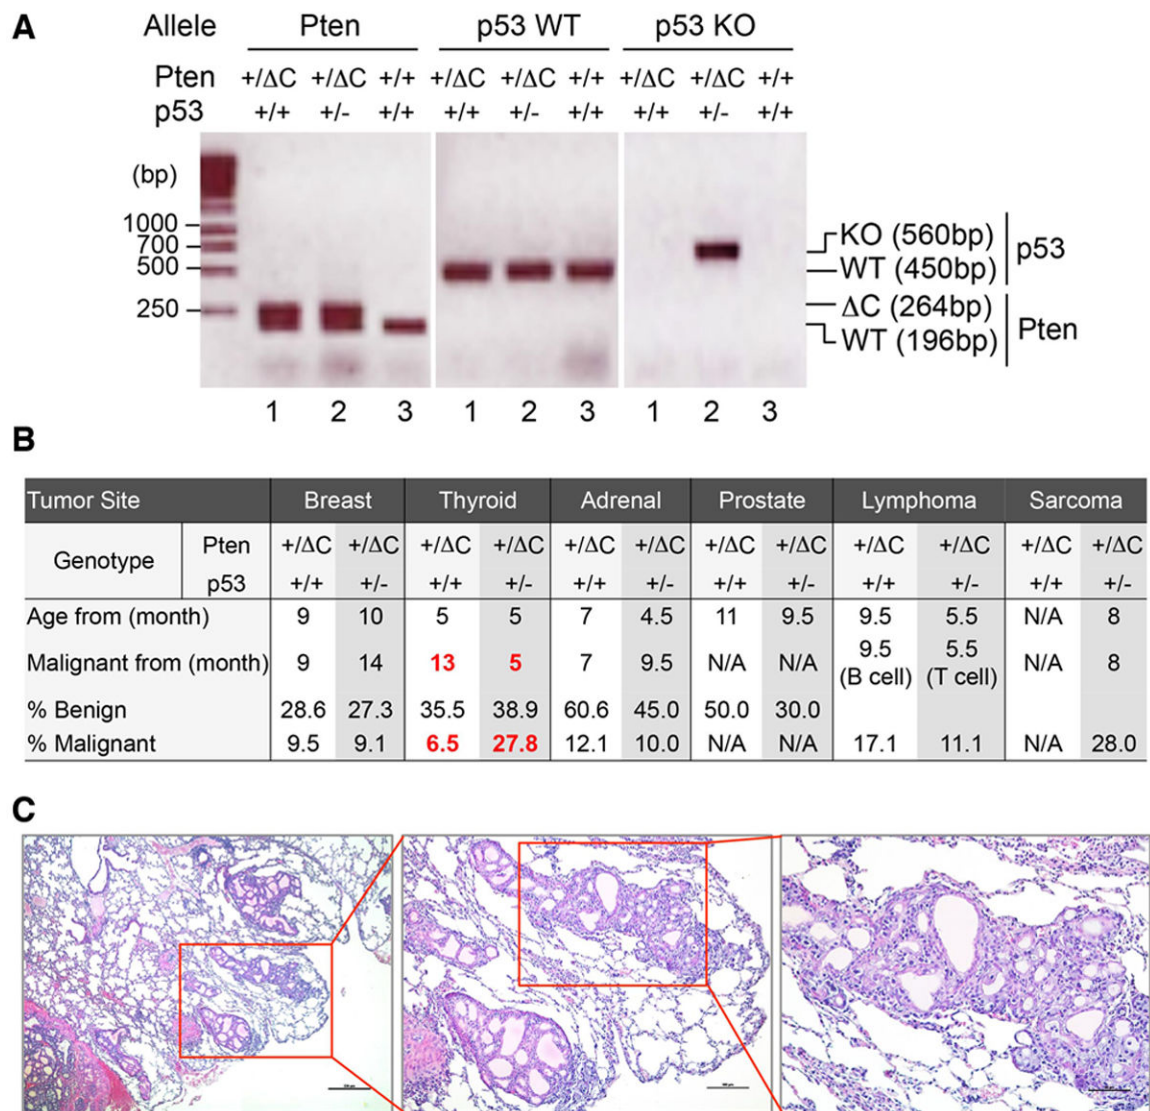 A
Allele Pten p53 WT p53 KO
Pten +/ΔC +/ΔC +/+ +/ΔC +/ΔC +/+ +/ΔC +/ΔC +/+
p53 +/+ +/- +/+ +/+ +/- +/+ +/+ +/- +/+
(bp)
1000
700
500
250
KO (560bp)
WT (450bp)
p53
ΔC (264bp)
WT (196bp)
Pten
1 2 3 1 2 3 1 2 3
B
Tumor Site Breast Thyroid Adrenal Prostate Lymphoma Sarcoma
Genotype Pten +/ΔC +/ΔC +/ΔC +/ΔC +/ΔC +/ΔC +/ΔC +/ΔC +/ΔC +/ΔC +/ΔC +/ΔC
p53 +/+ +/- +/+ +/- +/+ +/- +/+ +/- +/+ +/- +/+ +/-
Age from (month) 9 10 5 5 7 4.5 11 9.5 9.5 5.5 N/A 8
Malignant from (month) 9 14 13 5 7 9.5 N/A N/A 9.5 (B cell) 5.5 (T cell) N/A 8
% Benign 28.6 27.3 35.5 38.9 60.6 45.0 50.0 30.0
% Malignant 9.5 9.1 6.5 27.8 12.1 10.0 N/A N/A 17.1 11.1 N/A 28.0
C